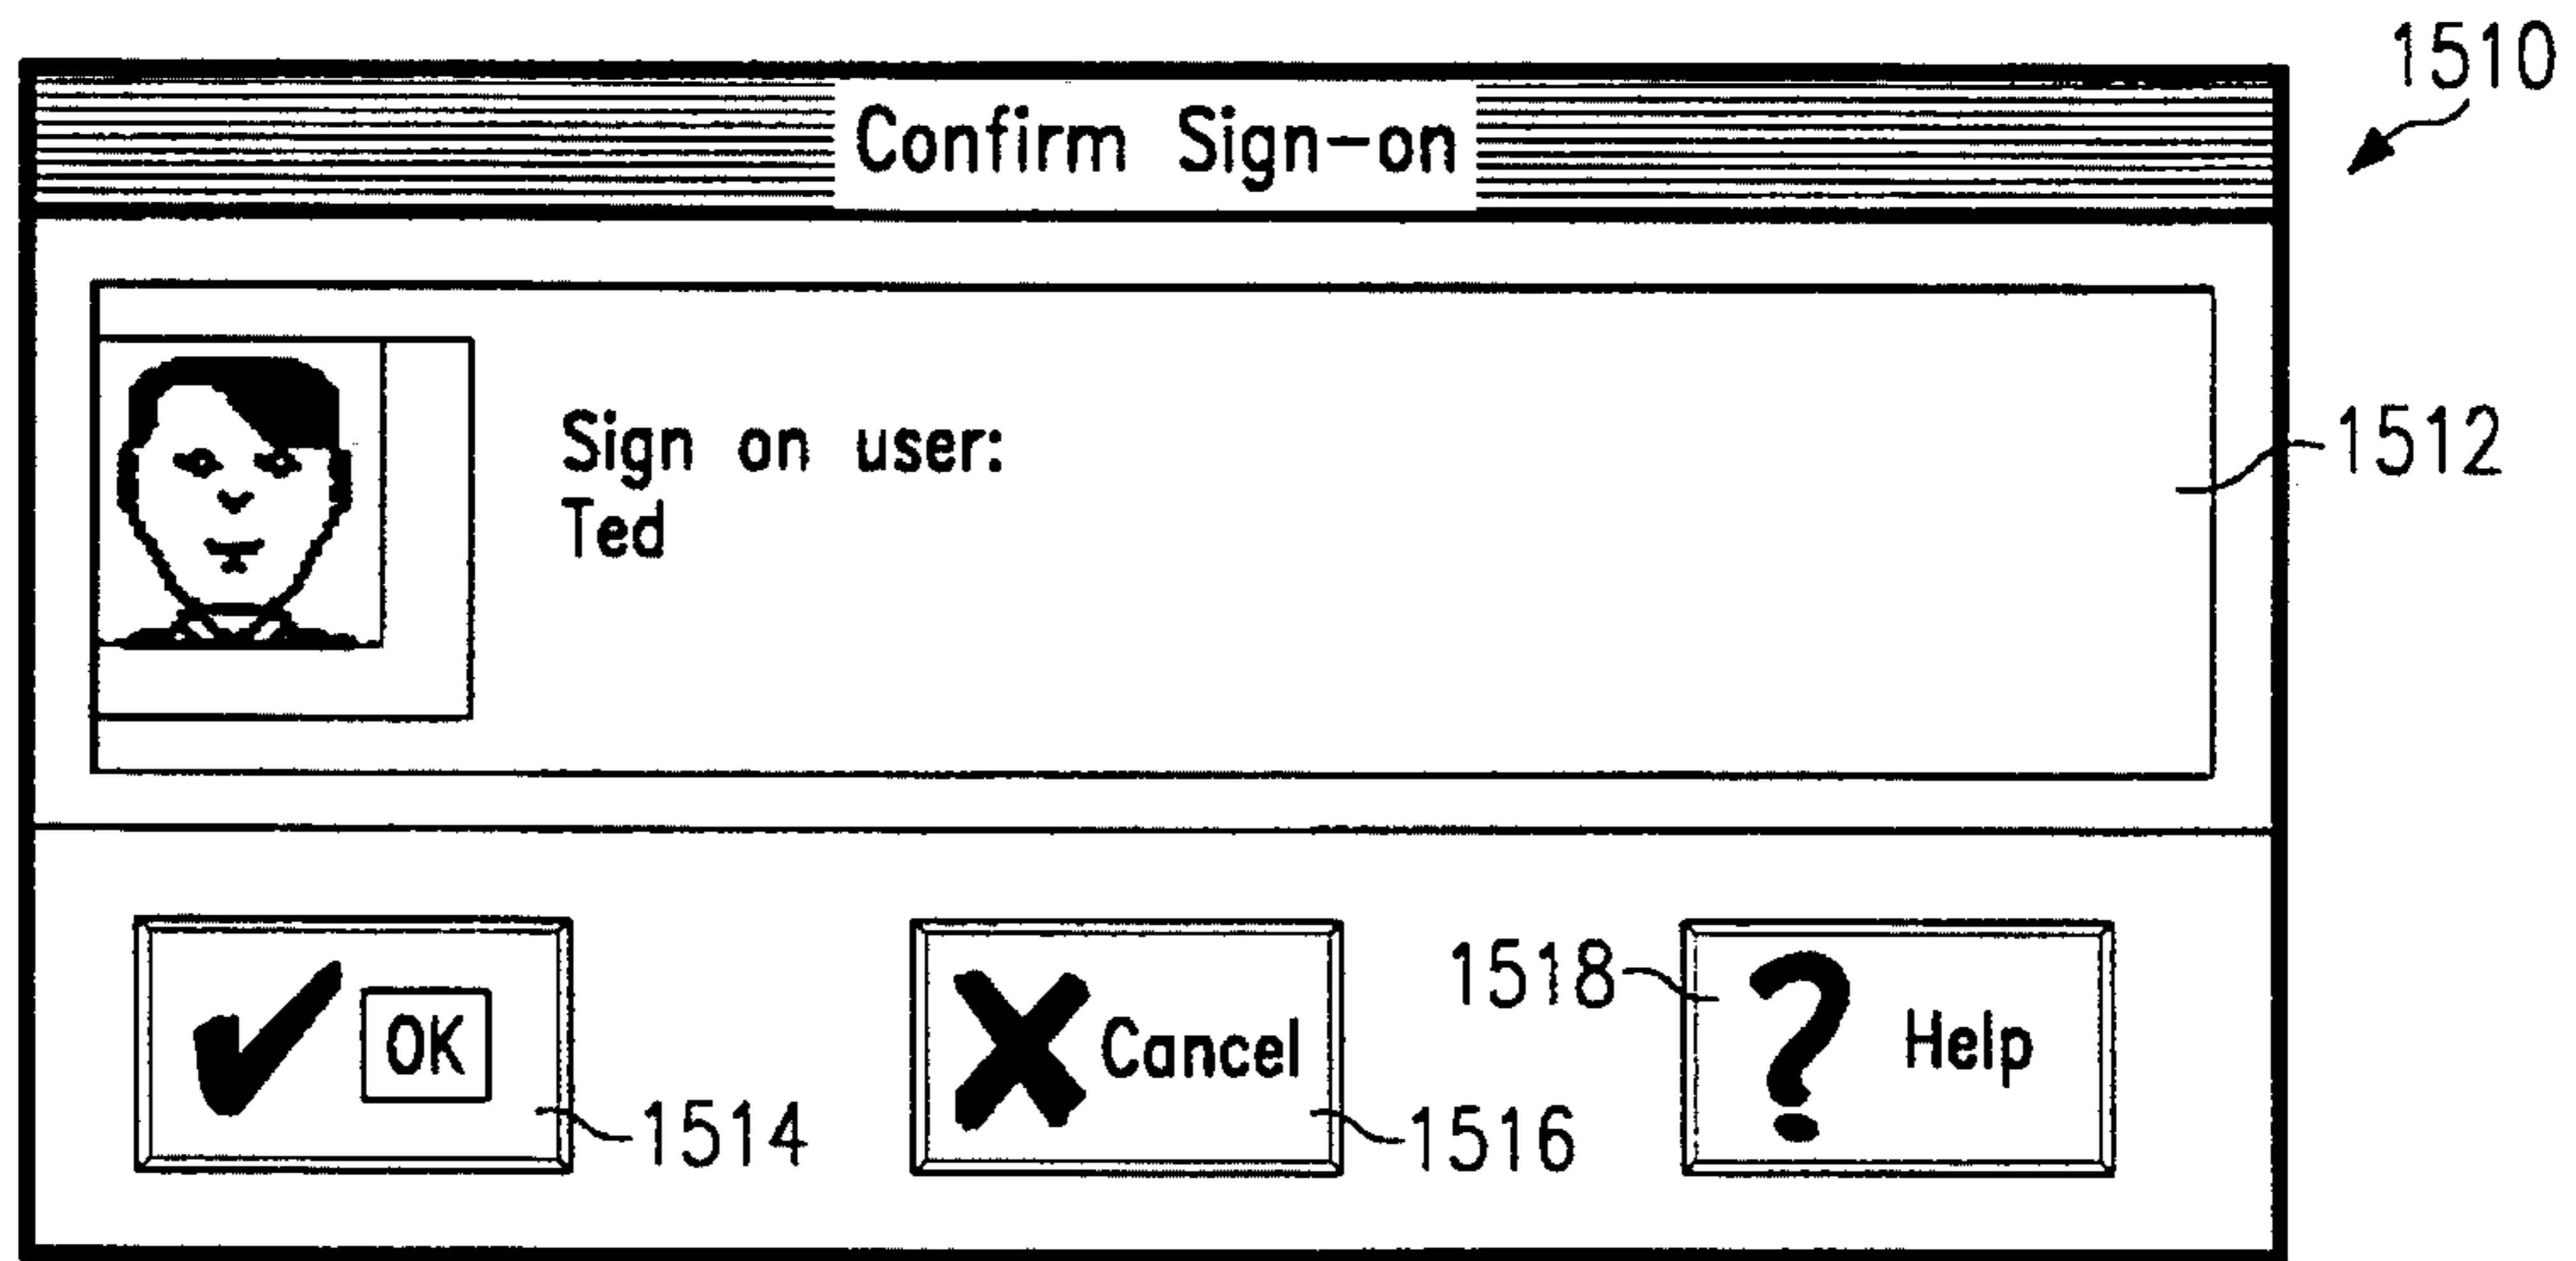 1510
Confirm Sign-on
Sign on user:
Ted
1512
OK
1514
Cancel
1516
1518
Help